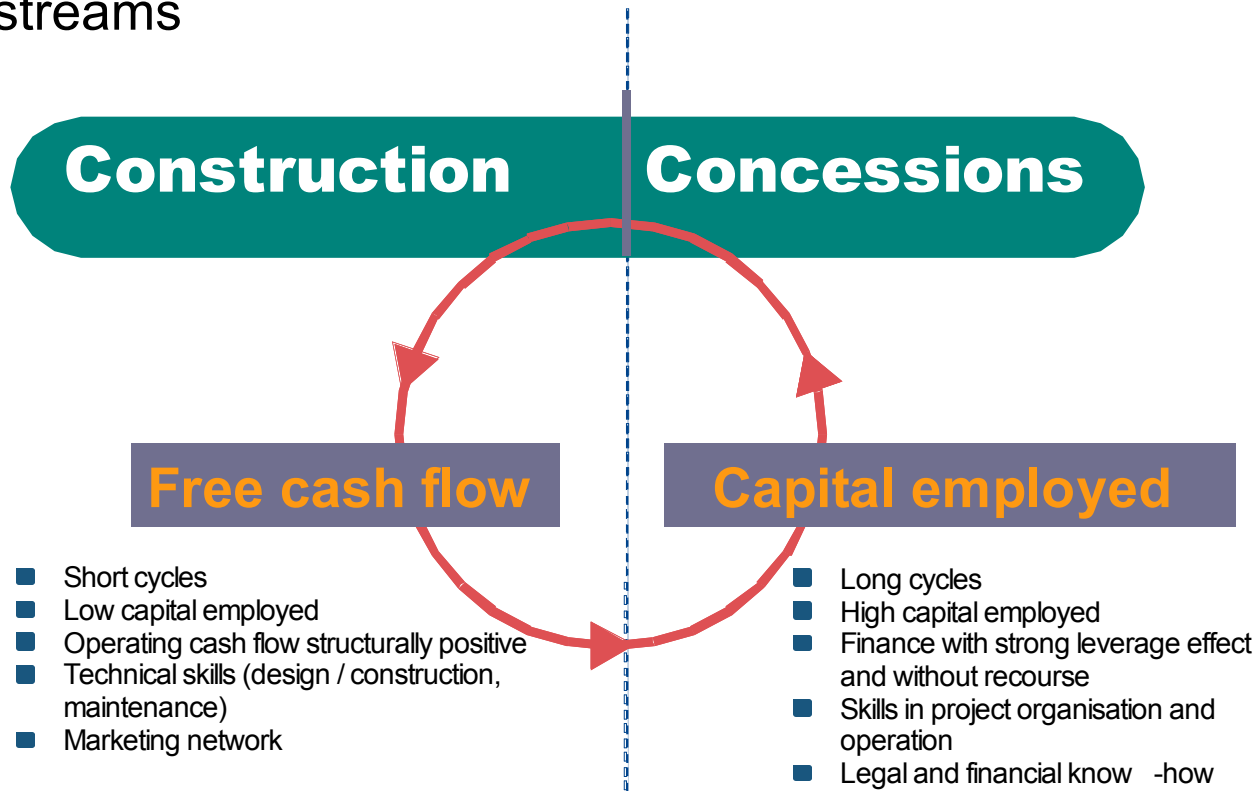 streams
Construction
Concessions
Free cash flow
Capital employed
Short cycles
Low capital employed
Operating cash flow structurally positive
Technical skills (design / construction,
maintenance)
Marketing network
Long cycles
High capital employed
Finance with strong leverage effect
and without recourse
Skills in project organisation and
operation
Legal and financial know -how